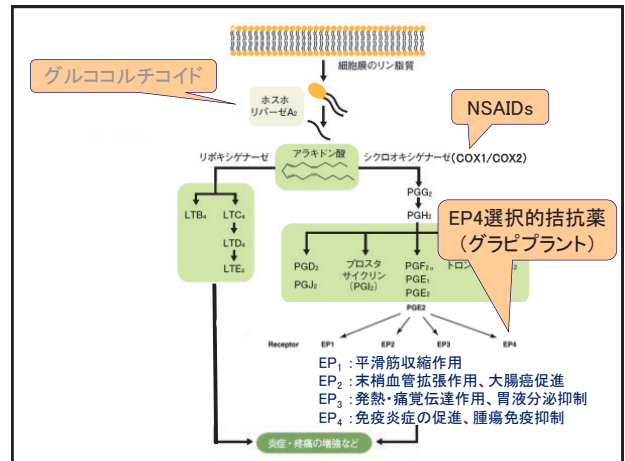 細胞膜のリン脂質
グルココルチコイド
ホスホ
リパーゼA₂
NSAIDs
リポキシゲナーゼ
アラキドン酸
シクロオキシゲナーゼ(COX1/COX2)
PGG₂
LTB₄
LTC₄
PGH₂
EP4選択的拮抗薬
(グラピプラント)
LTD₄
LTE₄
PGD₂
PGJ₂
プロスタ
サイクリン
(PGI₂)
PGF₂α
PGE₁
PGE₂
トロン
2
PGE2
Receptor
EP1
EP2
EP3
EP4
EP₁:平滑筋収縮作用
EP₂:末梢血管拡張作用、大腸癌促進
EP₃:発熱・痛覚伝達作用、胃液分泌抑制
EP₄:免疫炎症の促進、腫瘍免疫抑制
炎症・疼痛の増強など